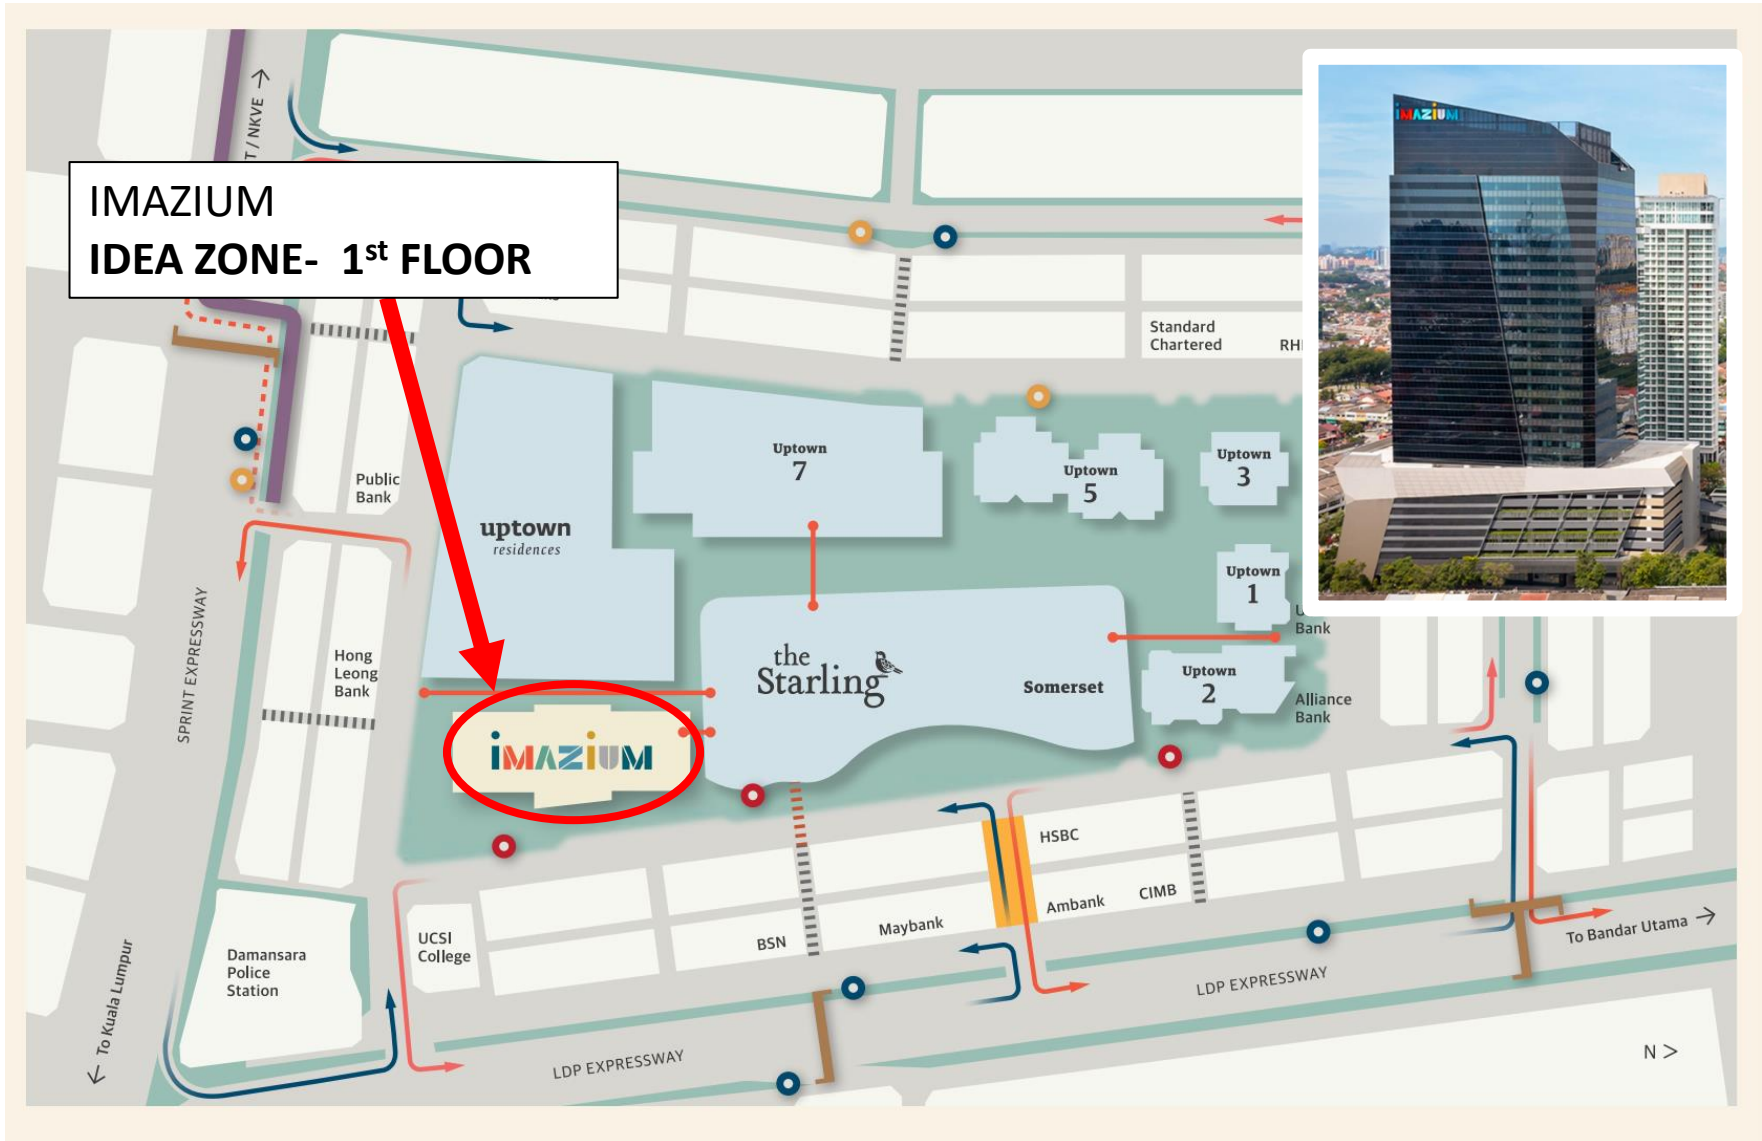 IMAZIUM
IDEA ZONE- 1st FLOOR
T / NKVE →
IMAZIUM
Standard
Chartered
Public
Bank
uptown
residences
Uptown
7
Uptown
5
Uptown
3
Uptown
1
Bank
the
Starling
Somerset
Uptown
2
Alliance
Bank
SPRINT EXPRESSWAY
Hong
Leong
Bank
IMAZIUM
HSBC
Ambank
CIMB
Maybank
BSN
UCSI
College
Damansara
Police
Station
← To Kuala Lumpur
LDP EXPRESSWAY
LDP EXPRESSWAY
To Bandar Utama →
N >